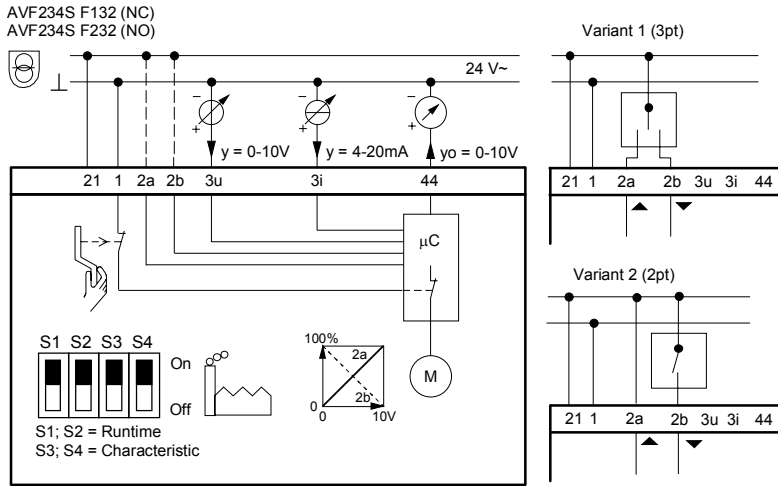 AVF234S F132 (NC)
AVF234S F232 (NO)
24 V~
− − −
+ + +
y = 0-10V
y = 4-20mA
yo = 0-10V
21 1 2a 2b 3u 3i 44
µC
M
S1 S2 S3 S4
On
Off
S1; S2 = Runtime
S3; S4 = Characteristic
100%
2a
2b
0
0 10V
Variant 1 (3pt)
21 1 2a 2b 3u 3i 44
Variant 2 (2pt)
21 1 2a 2b 3u 3i 44